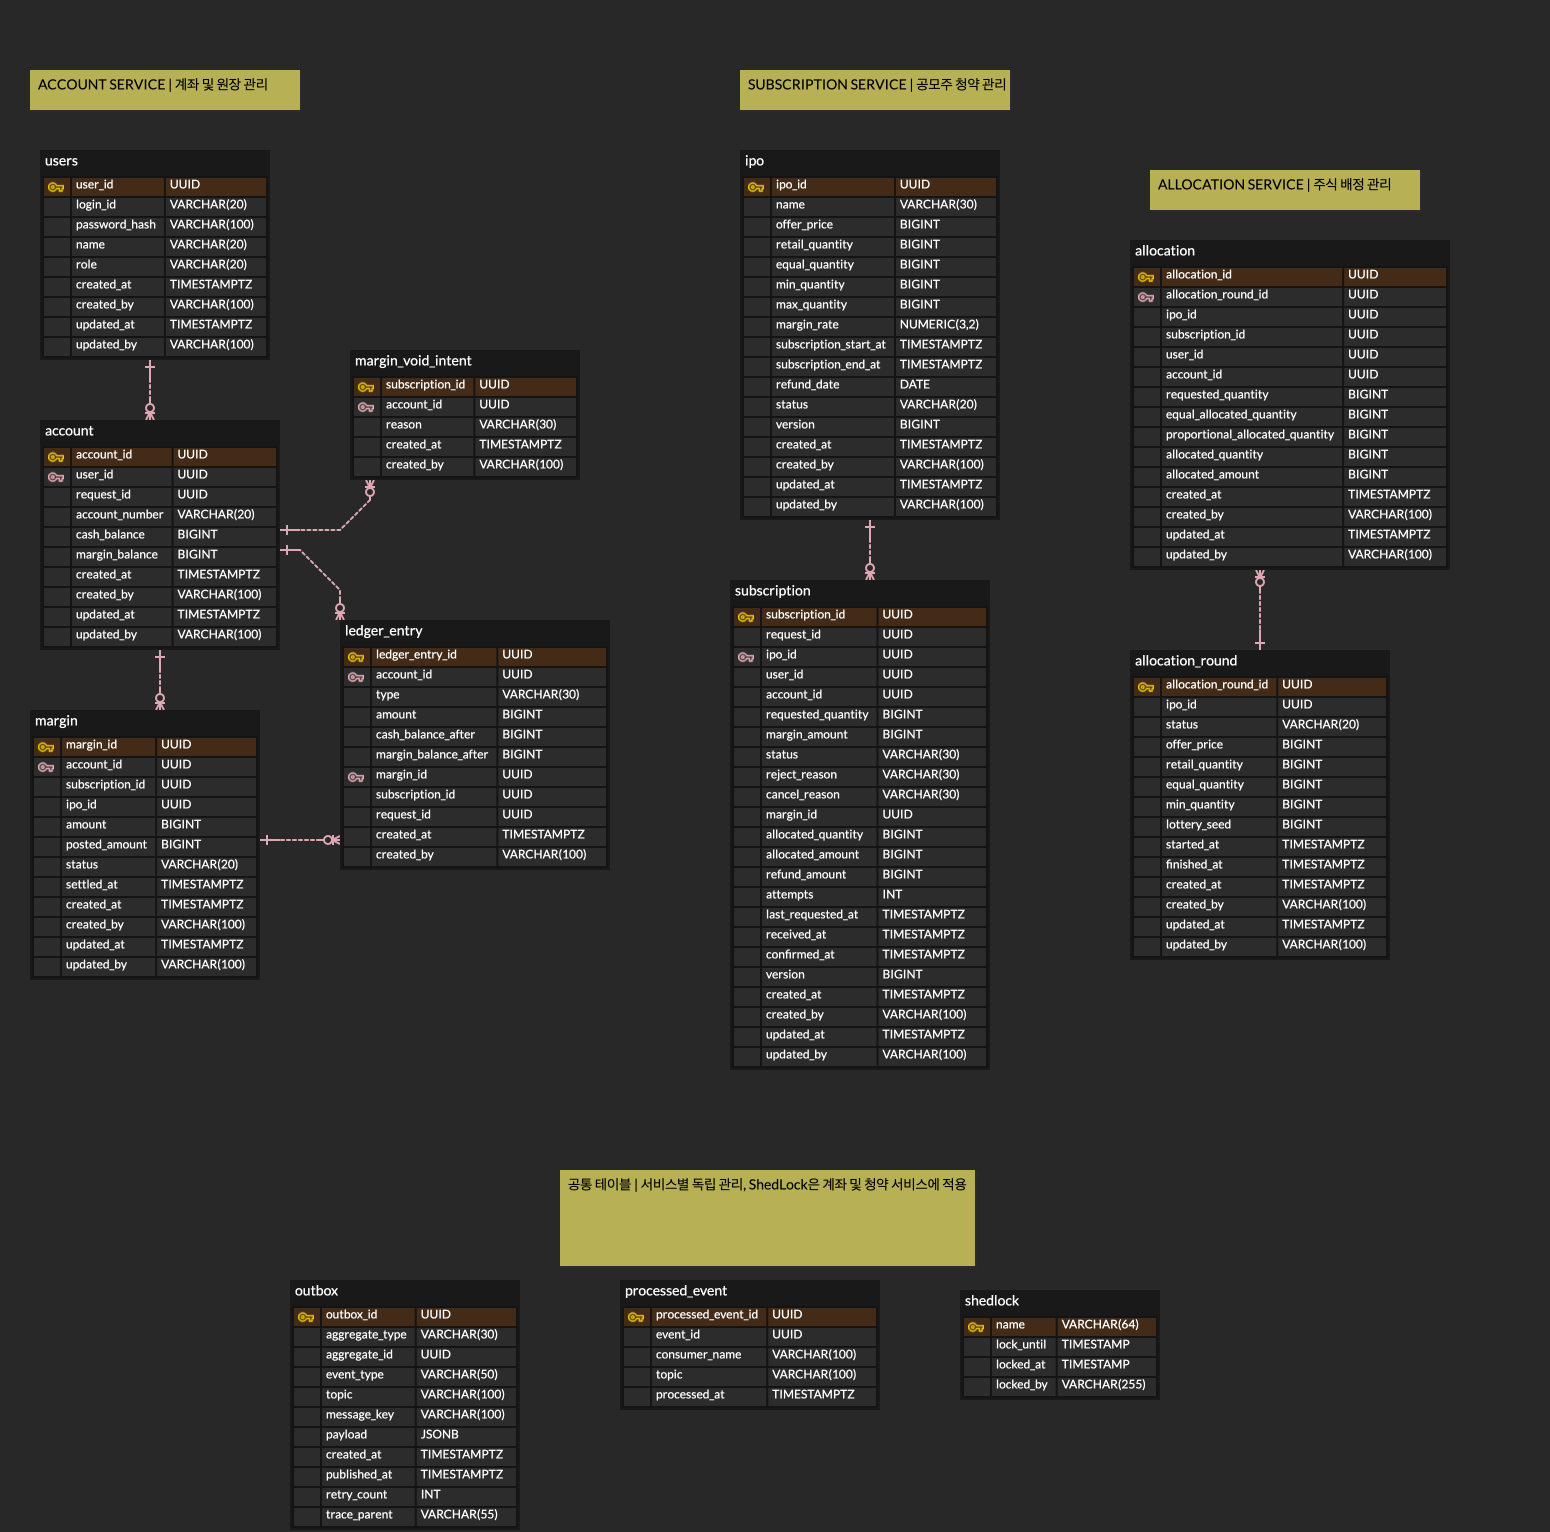 ACCOUNT SERVICE | 계좌 및 원장 관리
users
user_id UUID
login_id VARCHAR(20)
password_hash VARCHAR(100)
name VARCHAR(20)
role VARCHAR(20)
created_at TIMESTAMPTZ
created_by VARCHAR(100)
updated_at TIMESTAMPTZ
updated_by VARCHAR(100)
margin_void_intent
subscription_id UUID
account_id UUID
reason VARCHAR(30)
created_at TIMESTAMPTZ
created_by VARCHAR(100)
account
account_id UUID
user_id UUID
request_id UUID
account_number VARCHAR(20)
cash_balance BIGINT
margin_balance BIGINT
created_at TIMESTAMPTZ
created_by VARCHAR(100)
updated_at TIMESTAMPTZ
updated_by VARCHAR(100)
ledger_entry
ledger_entry_id UUID
account_id UUID
type VARCHAR(30)
amount BIGINT
cash_balance_after BIGINT
margin_balance_after BIGINT
margin_id UUID
subscription_id UUID
request_id UUID
created_at TIMESTAMPTZ
created_by VARCHAR(100)
margin
margin_id UUID
account_id UUID
subscription_id UUID
ipo_id UUID
amount BIGINT
posted_amount BIGINT
status VARCHAR(20)
settled_at TIMESTAMPTZ
created_at TIMESTAMPTZ
created_by VARCHAR(100)
updated_at TIMESTAMPTZ
updated_by VARCHAR(100)
SUBSCRIPTION SERVICE | 공모주 청약 관리
ipo
ipo_id UUID
name VARCHAR(30)
offer_price BIGINT
retail_quantity BIGINT
equal_quantity BIGINT
min_quantity BIGINT
max_quantity BIGINT
margin_rate NUMERIC(3,2)
subscription_start_at TIMESTAMPTZ
subscription_end_at TIMESTAMPTZ
refund_date DATE
status VARCHAR(20)
version BIGINT
created_at TIMESTAMPTZ
created_by VARCHAR(100)
updated_at TIMESTAMPTZ
updated_by VARCHAR(100)
subscription
subscription_id UUID
request_id UUID
ipo_id UUID
user_id UUID
account_id UUID
requested_quantity BIGINT
margin_amount BIGINT
status VARCHAR(30)
reject_reason VARCHAR(30)
cancel_reason VARCHAR(30)
margin_id UUID
allocated_quantity BIGINT
allocated_amount BIGINT
refund_amount BIGINT
attempts INT
last_requested_at TIMESTAMPTZ
received_at TIMESTAMPTZ
confirmed_at TIMESTAMPTZ
version BIGINT
created_at TIMESTAMPTZ
created_by VARCHAR(100)
updated_at TIMESTAMPTZ
updated_by VARCHAR(100)
ALLOCATION SERVICE | 주식 배정 관리
allocation
allocation_id UUID
allocation_round_id UUID
ipo_id UUID
subscription_id UUID
user_id UUID
account_id UUID
requested_quantity BIGINT
equal_allocated_quantity BIGINT
proportional_allocated_quantity BIGINT
allocated_quantity BIGINT
allocated_amount BIGINT
created_at TIMESTAMPTZ
created_by VARCHAR(100)
updated_at TIMESTAMPTZ
updated_by VARCHAR(100)
allocation_round
allocation_round_id UUID
ipo_id UUID
status VARCHAR(20)
offer_price BIGINT
retail_quantity BIGINT
equal_quantity BIGINT
min_quantity BIGINT
lottery_seed BIGINT
started_at TIMESTAMPTZ
finished_at TIMESTAMPTZ
created_at TIMESTAMPTZ
created_by VARCHAR(100)
updated_at TIMESTAMPTZ
updated_by VARCHAR(100)
공통 테이블 | 서비스별 독립 관리, ShedLock은 계좌 및 청약 서비스에 적용
outbox
outbox_id UUID
aggregate_type VARCHAR(30)
aggregate_id UUID
event_type VARCHAR(50)
topic VARCHAR(100)
message_key VARCHAR(100)
payload JSONB
created_at TIMESTAMPTZ
published_at TIMESTAMPTZ
retry_count INT
trace_parent VARCHAR(55)
processed_event
processed_event_id UUID
event_id UUID
consumer_name VARCHAR(100)
topic VARCHAR(100)
processed_at TIMESTAMPTZ
shedlock
name VARCHAR(64)
lock_until TIMESTAMP
locked_at TIMESTAMP
locked_by VARCHAR(255)